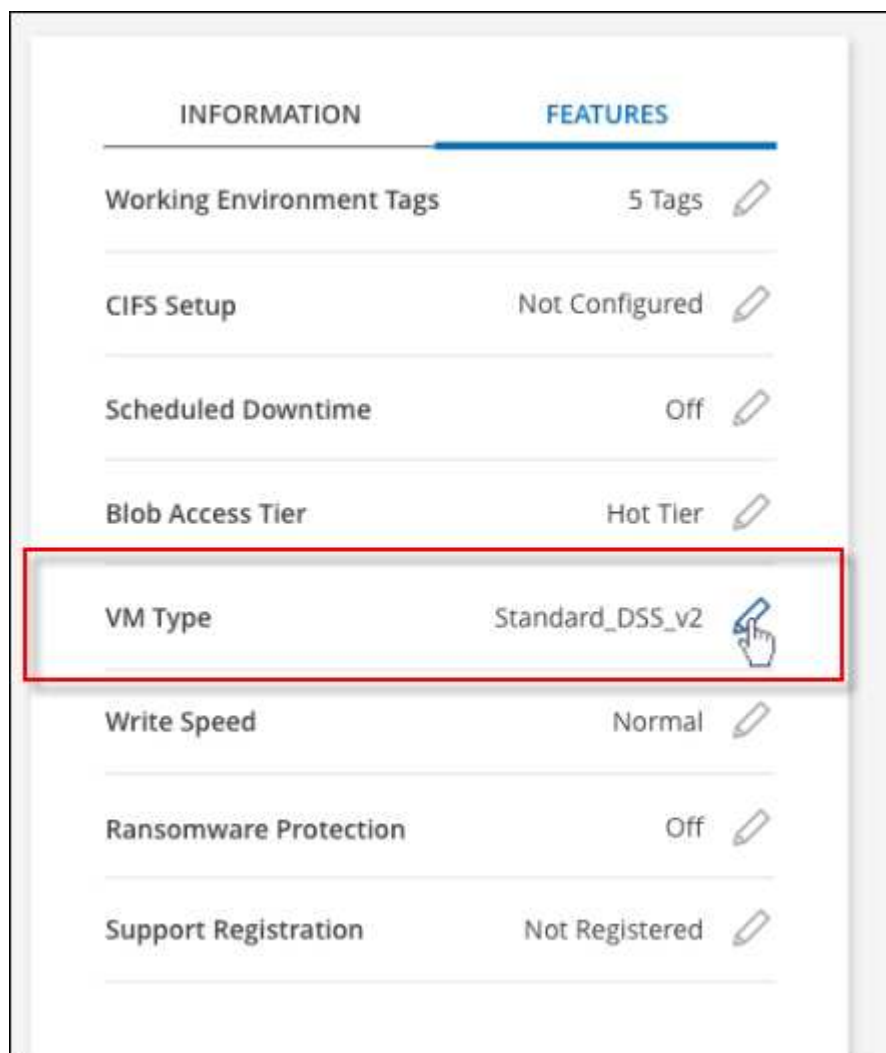 INFORMATION FEATURES
Working Environment Tags 5 Tags
CIFS Setup Not Configured
Scheduled Downtime Off
Blob Access Tier Hot Tier
VM Type Standard_DSS_v2
Write Speed Normal
Ransomware Protection Off
Support Registration Not Registered